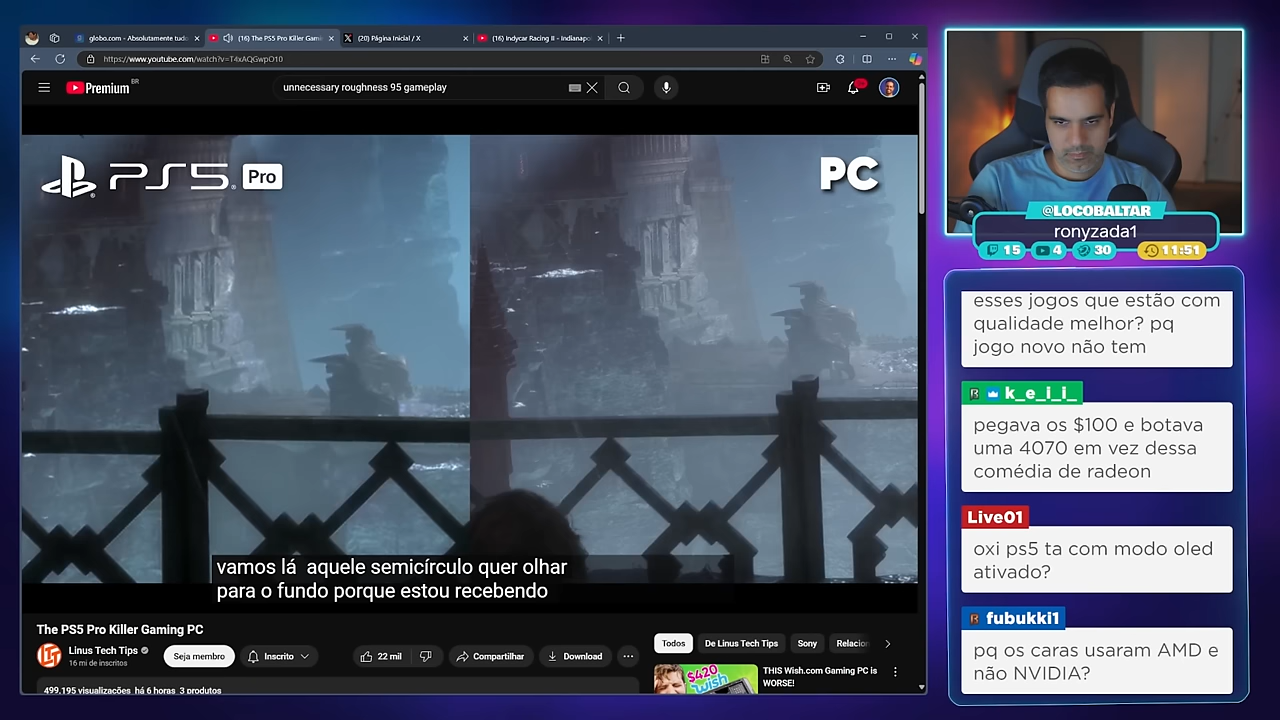 globo.com - Absolutamente tudo
(16) The PS5 Pro Killer Gami
(20) Página Inicial / X
(16) Indycar Racing II - Indianapo
https://www.youtube.com/watch?v=T4xAQGwpO10
Premium BR
unnecessary roughness 95 gameplay
PS5 Pro
PC
vamos lá aquele semicírculo quer olhar
para o fundo porque estou recebendo
The PS5 Pro Killer Gaming PC
Linus Tech Tips
16 mi de inscritos
Seja membro
Inscrito
22 mil
Compartilhar
Download
499.195 visualizações há 6 horas 3 produtos
Todos
De Linus Tech Tips
Sony
Relacion
$420
wish
THIS Wish.com Gaming PC is
WORSE!
@LOCOBALTAR
ronyzada1
15
4
30
11:51
esses jogos que estão com
qualidade melhor? pq
jogo novo não tem
k_e_i_i_
pegava os $100 e botava
uma 4070 em vez dessa
comédia de radeon
Live01
oxi ps5 ta com modo oled
ativado?
fubukki1
pq os caras usaram AMD e
não NVIDIA?